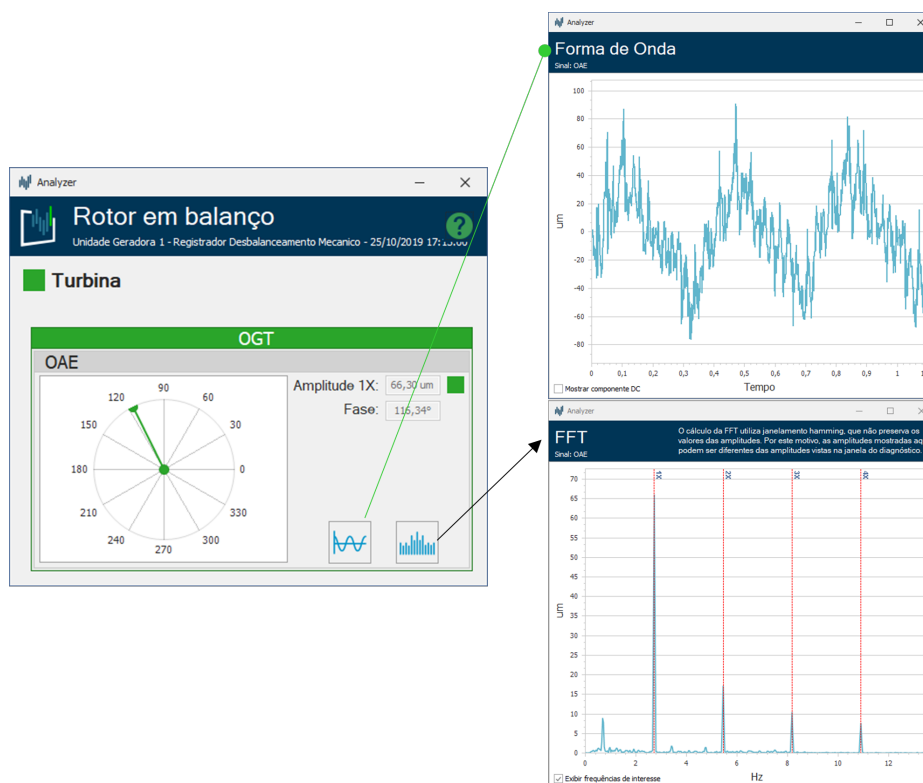 Analyzer
Rotor em balanço
Unidade Geradora 1 - Registrador Desbalanceamento Mecanico - 25/10/2019 17:15:00
Turbina
OGT
OAE
Amplitude 1X: 66,30 um
Fase: 116,34°
90
120 60
150 30
180 0
210 330
240 300
270
Analyzer
Forma de Onda
Sinal: OAE
100
80
60
40
20
0
-20
-40
-60
-80
um
0 0,1 0,2 0,3 0,4 0,5 0,6 0,7 0,8 0,9 1 1
Tempo
Mostrar componente DC
Analyzer
FFT
Sinal: OAE
O cálculo da FFT utiliza janelamento hamming, que não preserva os
valores das amplitudes. Por este motivo, as amplitudes mostradas aq
podem ser diferentes das amplitudes vistas na janela do diagnóstico.
1X 2X 3X 4X
70
65
60
55
50
45
40
35
30
25
20
15
10
5
0
um
0 2 4 6 8 10 12
Hz
Exibir frequências de interesse